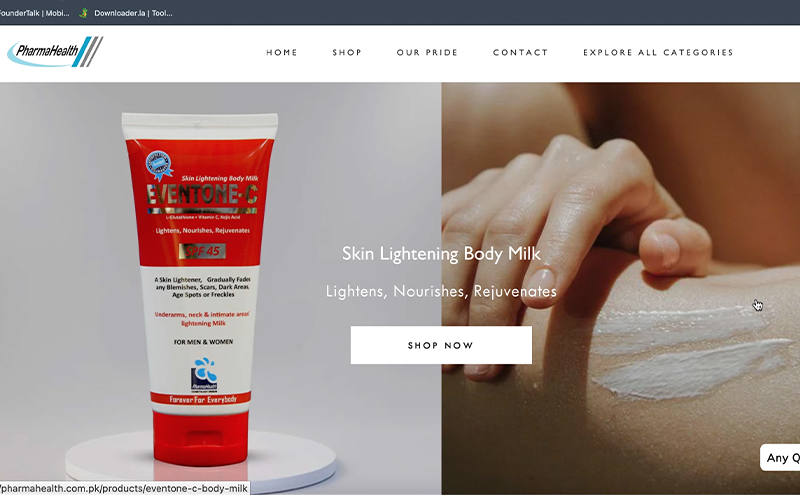 FounderTalk | Mobi...
Downloader.la | Tool...
PharmaHealth
HOME
SHOP
OUR PRIDE
CONTACT
EXPLORE ALL CATEGORIES
Skin Lightening Body Milk
EVENTONE-C
L-Glutathione + Vitamin C, Kojic Acid
Lightens, Nourishes, Rejuvenates
SPF 45
A Skin Lightener, Gradually Fades
any Blemishes, Scars, Dark Areas,
Age Spots or Freckles
Underarms, neck & intimate areas
lightening Milk
FOR MEN & WOMEN
PharmaHealth
Forever For Everybody
Skin Lightening Body Milk
Lightens, Nourishes, Rejuvenates
SHOP NOW
Any Q
/pharmahealth.com.pk/products/eventone-c-body-milk